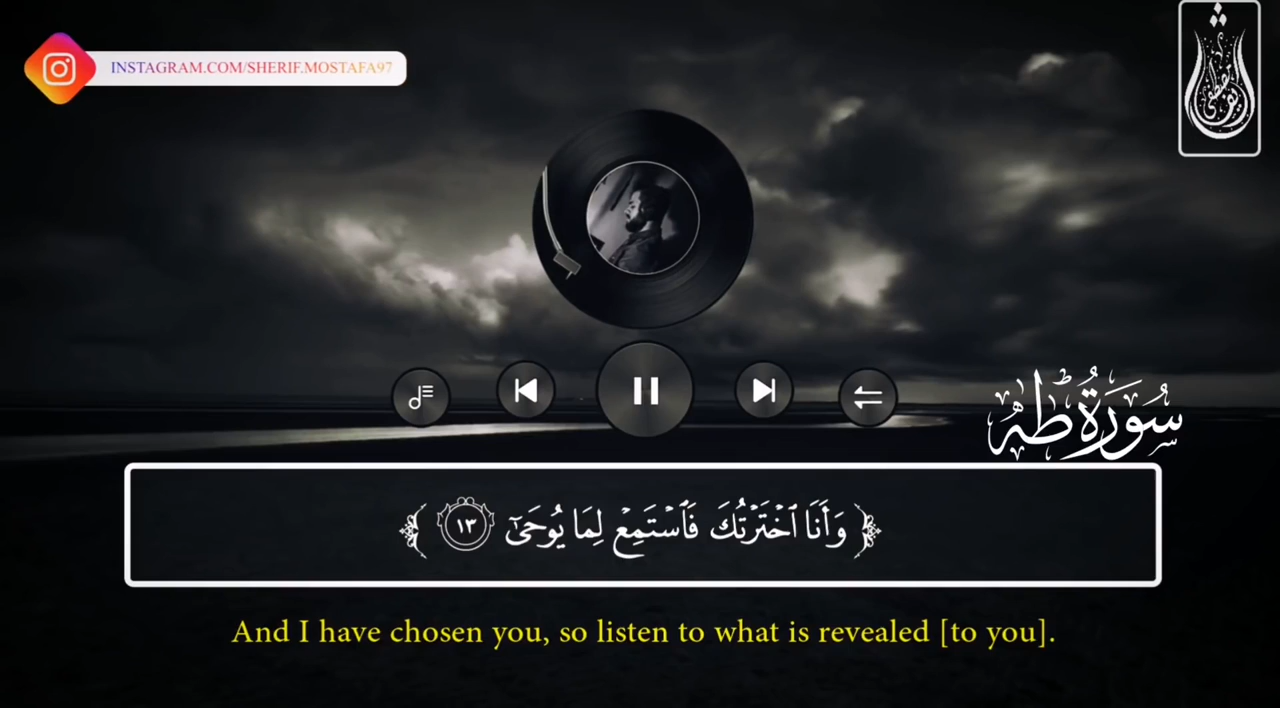 INSTAGRAM.COM/SHERIF.MOSTAFA97
سُورَةُ طه
﴿ وَأَنَا ٱخْتَرْتُكَ فَٱسْتَمِعْ لِمَا يُوحَىٰٓ ١٣ ﴾
And I have chosen you, so listen to what is revealed [to you].